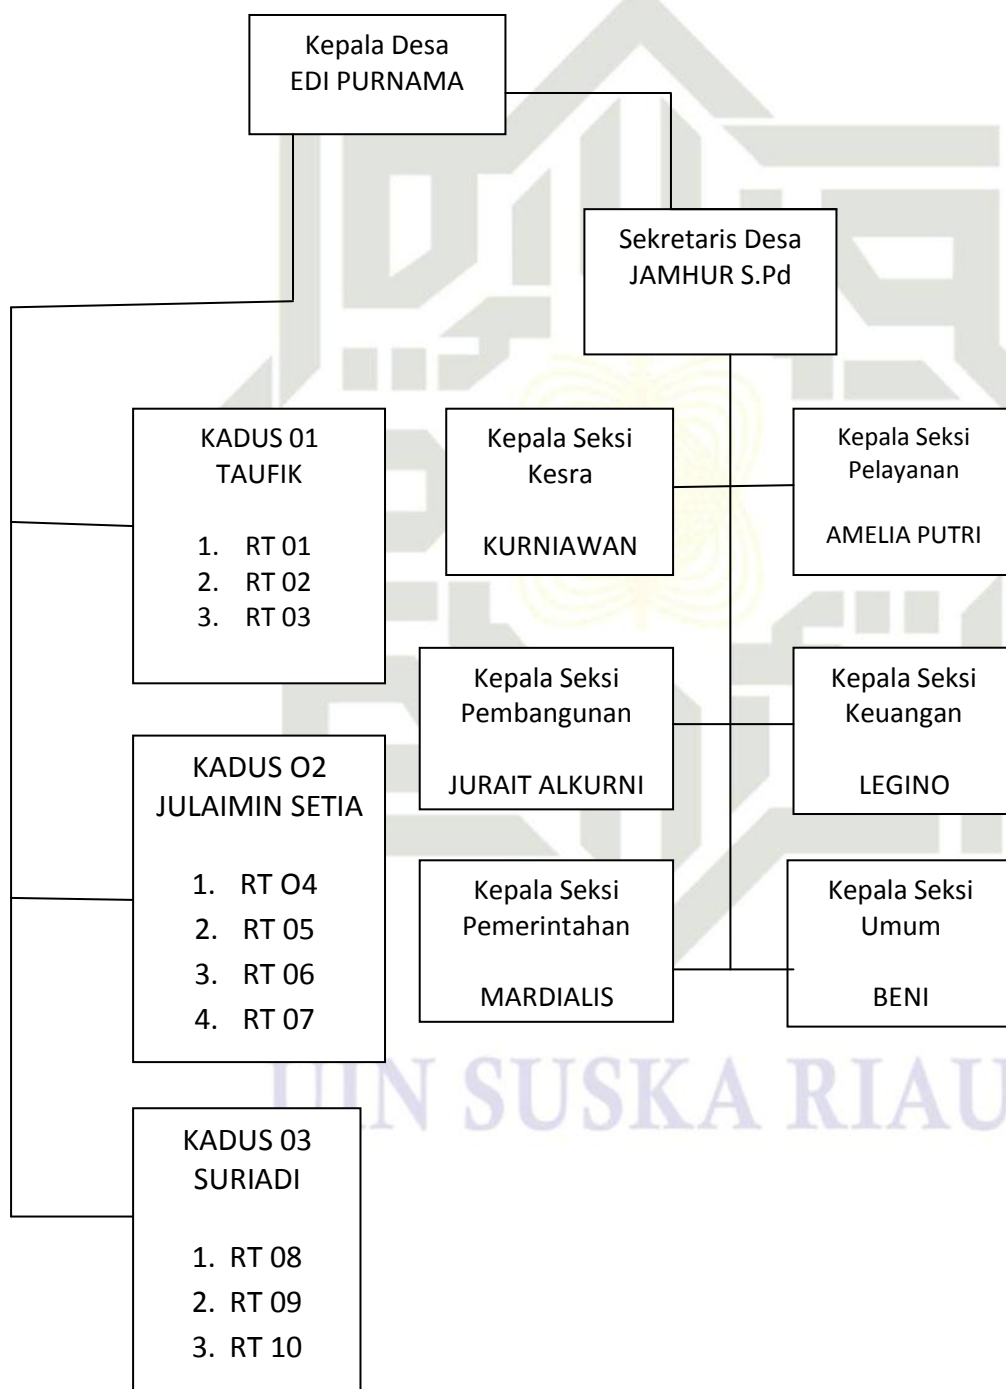 Kepala Desa
EDI PURNAMA
Sekretaris Desa
JAMHUR S.Pd
KADUS 01
TAUFIK
1. RT 01
2. RT 02
3. RT 03
Kepala Seksi
Kesra
KURNIAWAN
Kepala Seksi
Pelayanan
AMELIA PUTRI
Kepala Seksi
Pembangunan
JURAIT ALKURNI
Kepala Seksi
Keuangan
LEGINO
KADUS O2
JULAIMIN SETIA
1. RT O4
2. RT 05
3. RT 06
4. RT 07
Kepala Seksi
Pemerintahan
MARDIALIS
Kepala Seksi
Umum
BENI
UIN SUSKA RIAU
KADUS 03
SURIADI
1. RT 08
2. RT 09
3. RT 10